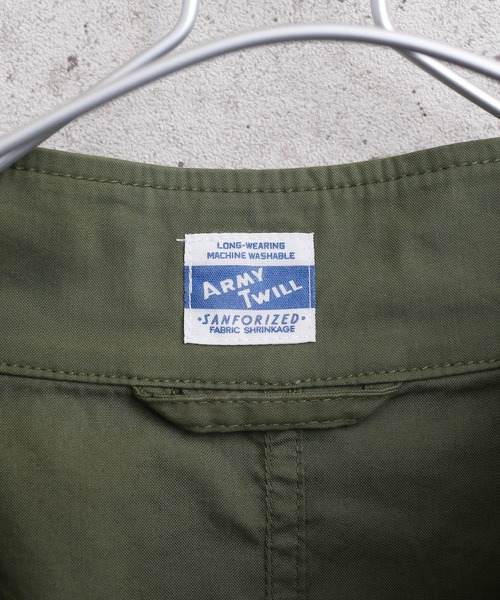 LONG-WEARING
MACHINE WASHABLE
ARMY
TWILL
·SANFORIZED·
FABRIC SHRINKAGE